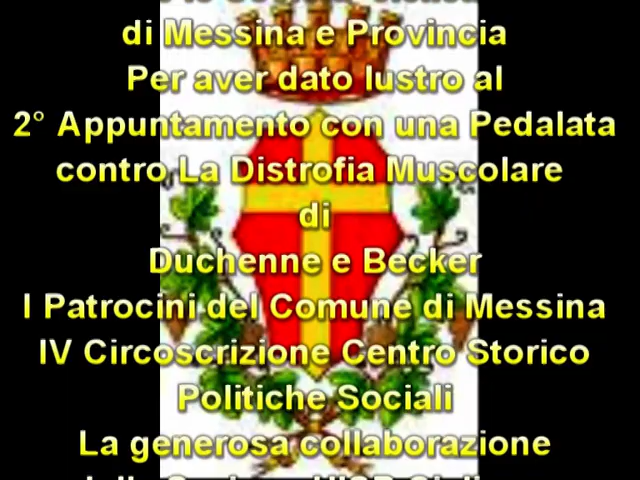 di Messina e Provincia
Per aver dato lustro al
2° Appuntamento con una Pedalata
contro La Distrofia Muscolare
di
Duchenne e Becker
I Patrocini del Comune di Messina
IV Circoscrizione Centro Storico
Politiche Sociali
La generosa collaborazione